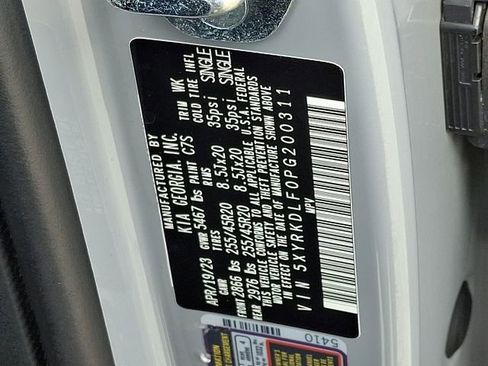 MANUFACTURED BY
KIA GEORGIA, INC.
APR/19/23 GVWR 5467 lbs PAINT C7S TRIM WK
GAWR TIRES RIMS COLD TIRE INFL
FRONT 2866 lbs 255/45R20 8.5Jx20 35psi SINGLE
REAR 2976 lbs 255/45R20 8.5Jx20 35psi SINGLE
THIS VEHICLE CONFORMS TO ALL APPLICABLE U.S.A. FEDERAL
MOTOR VEHICLE SAFETY AND THEFT PREVENTION STANDARDS
IN EFFECT ON THE DATE OF MANUFACTURE SHOWN ABOVE
VIN 5XYRKDLF0PG200311
MPV
5410